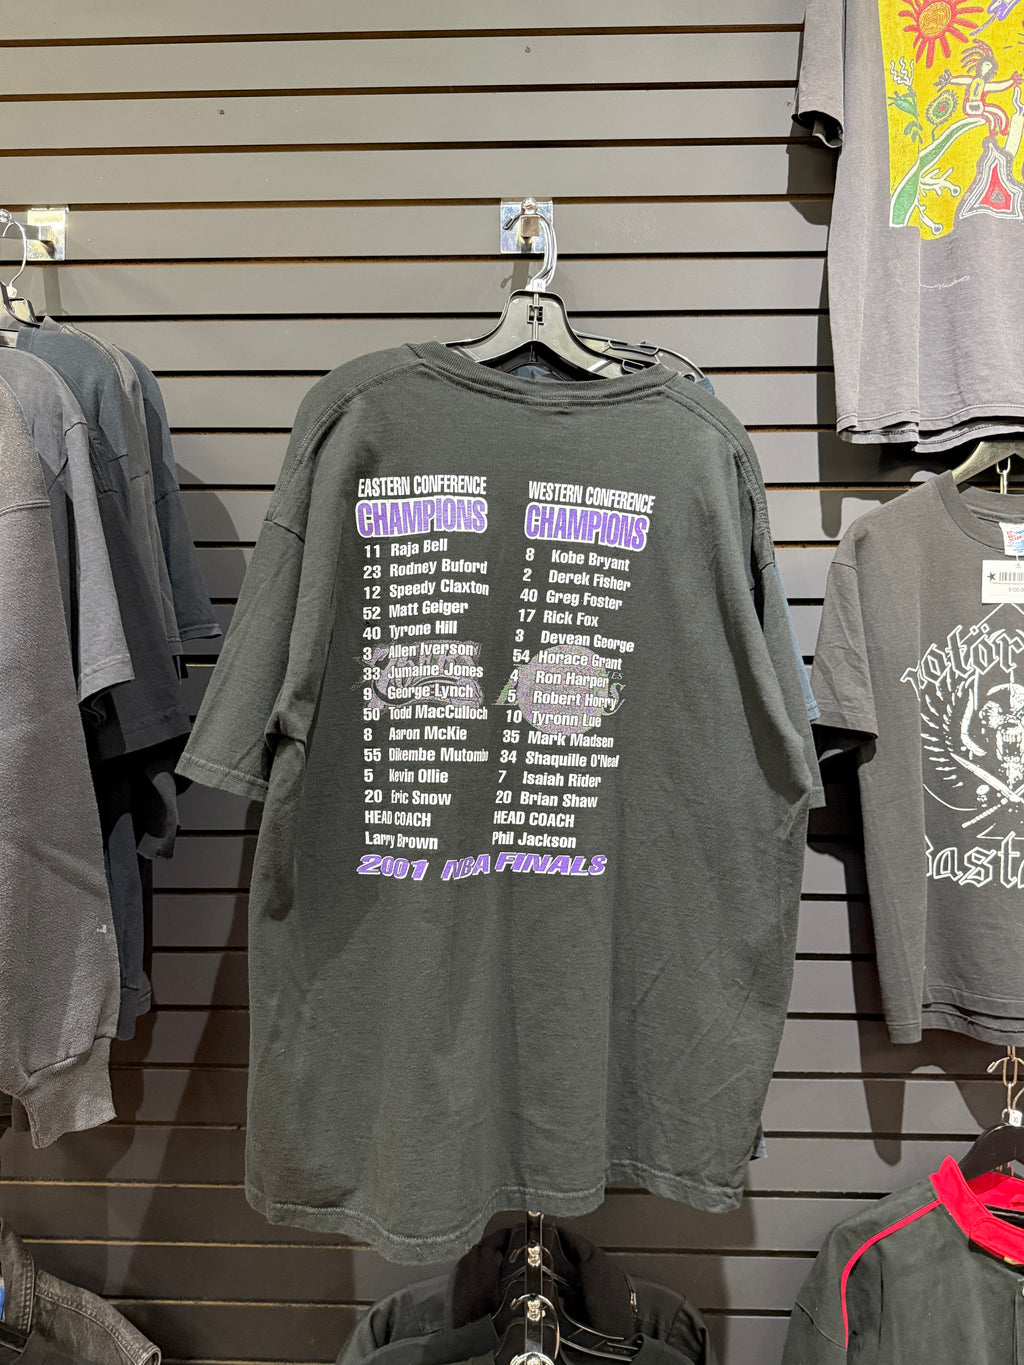 EASTERN CONFERENCE
CHAMPIONS
11 Raja Bell
23 Rodney Buford
12 Speedy Claxton
52 Matt Geiger
40 Tyrone Hill
3 Allen Iverson
33 Jumaine Jones
9 George Lynch
50 Todd MacCulloch
8 Aaron McKie
55 Dikembe Mutombo
5 Kevin Ollie
20 Eric Snow
HEAD COACH
Larry Brown
WESTERN CONFERENCE
CHAMPIONS
8 Kobe Bryant
2 Derek Fisher
40 Greg Foster
17 Rick Fox
3 Devean George
54 Horace Grant
4 Ron Harper
5 Robert Horry
10 Tyronn Lue
35 Mark Madsen
34 Shaquille O'Neal
7 Isaiah Rider
20 Brian Shaw
HEAD COACH
Phil Jackson
2001 NBA FINALS